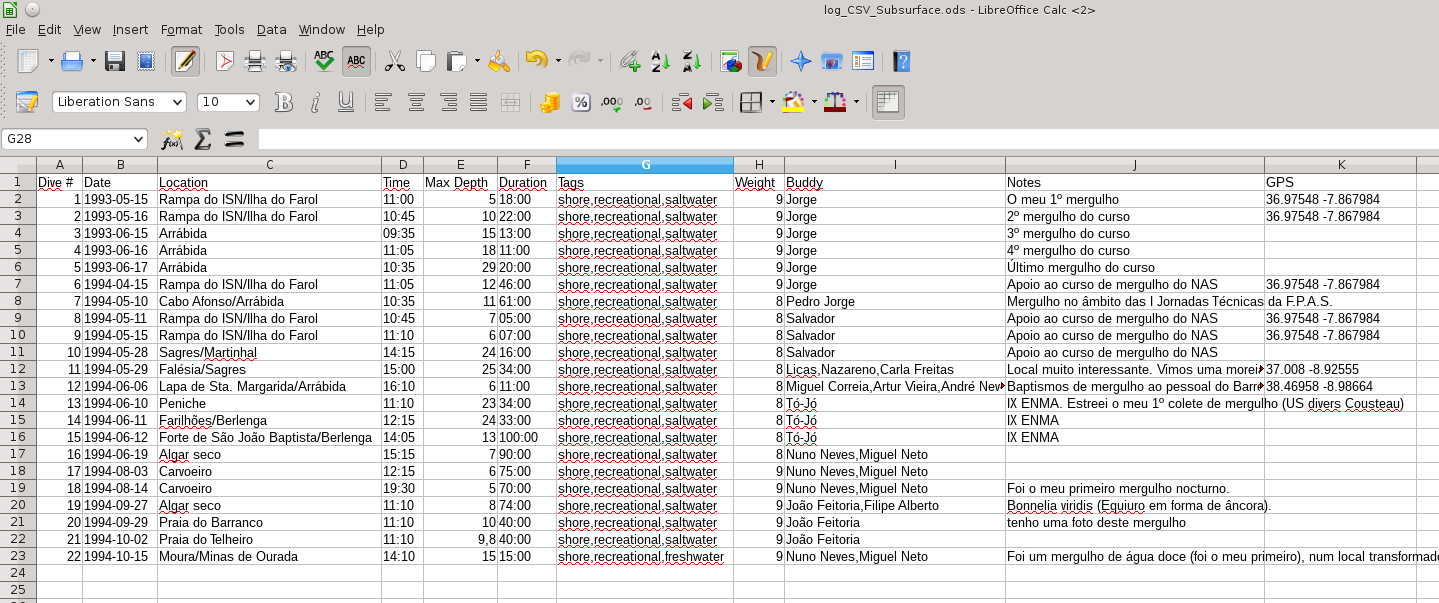 log_CSV_Subsurface.ods - LibreOffice Calc <2>
File Edit View Insert Format Tools Data Window Help
Liberation Sans 10
G28
A B C D E F G H I J K
1 Dive # Date Location Time Max Depth Duration Tags Weight Buddy Notes GPS
2 1 1993-05-15 Rampa do ISN/Ilha do Farol 11:00 5 18:00 shore,recreational,saltwater 9 Jorge O meu 1º mergulho 36.97548 -7.867984
3 2 1993-05-16 Rampa do ISN/Ilha do Farol 10:45 10 22:00 shore,recreational,saltwater 9 Jorge 2º mergulho do curso 36.97548 -7.867984
4 3 1993-06-15 Arrábida 09:35 15 13:00 shore,recreational,saltwater 9 Jorge 3º mergulho do curso
5 4 1993-06-16 Arrábida 11:05 18 11:00 shore,recreational,saltwater 9 Jorge 4º mergulho do curso
6 5 1993-06-17 Arrábida 10:35 29 20:00 shore,recreational,saltwater 9 Jorge Último mergulho do curso
7 6 1994-04-15 Rampa do ISN/Ilha do Farol 11:05 12 46:00 shore,recreational,saltwater 9 Jorge Apoio ao curso de mergulho do NAS 36.97548 -7.867984
8 7 1994-05-10 Cabo Afonso/Arrábida 10:35 11 61:00 shore,recreational,saltwater 8 Pedro Jorge Mergulho no âmbito das I Jornadas Técnicas da F.P.A.S.
9 8 1994-05-11 Rampa do ISN/Ilha do Farol 10:45 7 05:00 shore,recreational,saltwater 8 Salvador Apoio ao curso de mergulho do NAS 36.97548 -7.867984
10 9 1994-05-15 Rampa do ISN/Ilha do Farol 11:10 6 07:00 shore,recreational,saltwater 8 Salvador Apoio ao curso de mergulho do NAS 36.97548 -7.867984
11 10 1994-05-28 Sagres/Martinhal 14:15 24 16:00 shore,recreational,saltwater 8 Salvador Apoio ao curso de mergulho do NAS
12 11 1994-05-29 Falésia/Sagres 15:00 25 34:00 shore,recreational,saltwater 8 Licas,Nazareno,Carla Freitas Local muito interessante. Vimos uma morei 37.008 -8.92555
13 12 1994-06-06 Lapa de Sta. Margarida/Arrábida 16:10 6 11:00 shore,recreational,saltwater 8 Miguel Correia,Artur Vieira,André New Baptismos de mergulho ao pessoal do Barr 38.46958 -8.98664
14 13 1994-06-10 Peniche 11:10 23 34:00 shore,recreational,saltwater 8 Tó-Jó IX ENMA. Estreei o meu 1º colete de mergulho (US divers Cousteau)
15 14 1994-06-11 Farilhões/Berlenga 12:15 24 33:00 shore,recreational,saltwater 8 Tó-Jó IX ENMA
16 15 1994-06-12 Forte de São João Baptista/Berlenga 14:05 13 100:00 shore,recreational,saltwater 8 Tó-Jó IX ENMA
17 16 1994-06-19 Algar seco 15:15 7 90:00 shore,recreational,saltwater 8 Nuno Neves,Miguel Neto
18 17 1994-08-03 Carvoeiro 12:15 6 75:00 shore,recreational,saltwater 9 Nuno Neves,Miguel Neto
19 18 1994-08-14 Carvoeiro 19:30 5 70:00 shore,recreational,saltwater 9 Nuno Neves,Miguel Neto Foi o meu primeiro mergulho nocturno.
20 19 1994-09-27 Algar seco 11:10 8 74:00 shore,recreational,saltwater 9 João Feitoria,Filipe Alberto Bonnelia viridis (Equiuro em forma de âncora).
21 20 1994-09-29 Praia do Barranco 11:10 10 40:00 shore,recreational,saltwater 9 João Feitoria tenho uma foto deste mergulho
22 21 1994-10-02 Praia do Telheiro 11:10 9,8 40:00 shore,recreational,saltwater 9 João Feitoria
23 22 1994-10-15 Moura/Minas de Ourada 14:10 15 15:00 shore,recreational,freshwater 9 Nuno Neves,Miguel Neto Foi um mergulho de água doce (foi o meu primeiro), num local transformad
24
25